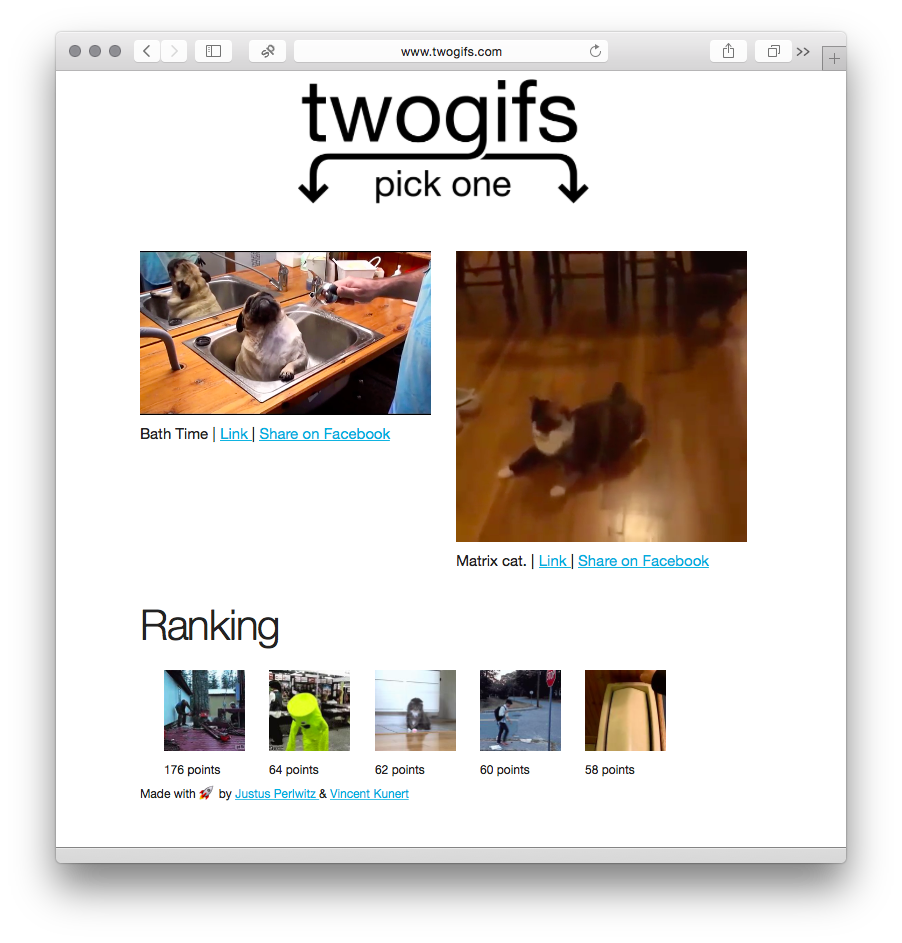 www.twogifs.com
twogifs
pick one
Bath Time | Link | Share on Facebook
Matrix cat. | Link | Share on Facebook
Ranking
176 points
64 points
62 points
60 points
58 points
Made with 🚀 by Justus Perlwitz & Vincent Kunert